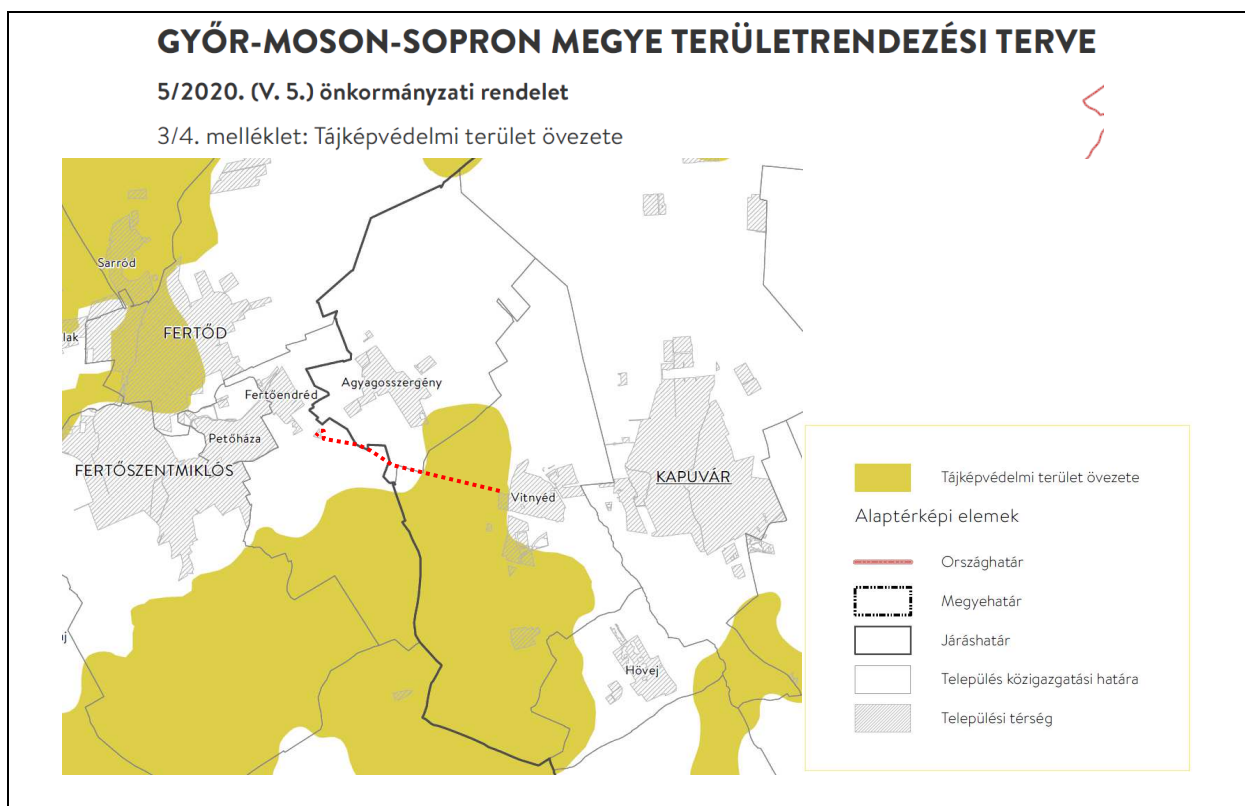 GYŐR-MOSON-SOPRON MEGYE TERÜLETRENDEZÉSI TERVE
5/2020. (V. 5.) önkormányzati rendelet
3/4. melléklet: Tájképvédelmi terület övezete
Sarród
lak
FERTŐD
Agyagosszergény
Fertőendréd
Petőháza
FERTŐSZENTMIKLÓS
Vitnyéd
KAPUVÁR
Hövej
Tájképvédelmi terület övezete
Alaptérképi elemek
Országhatár
Megyehatár
Járáshatár
Település közigazgatási határa
Települési térség